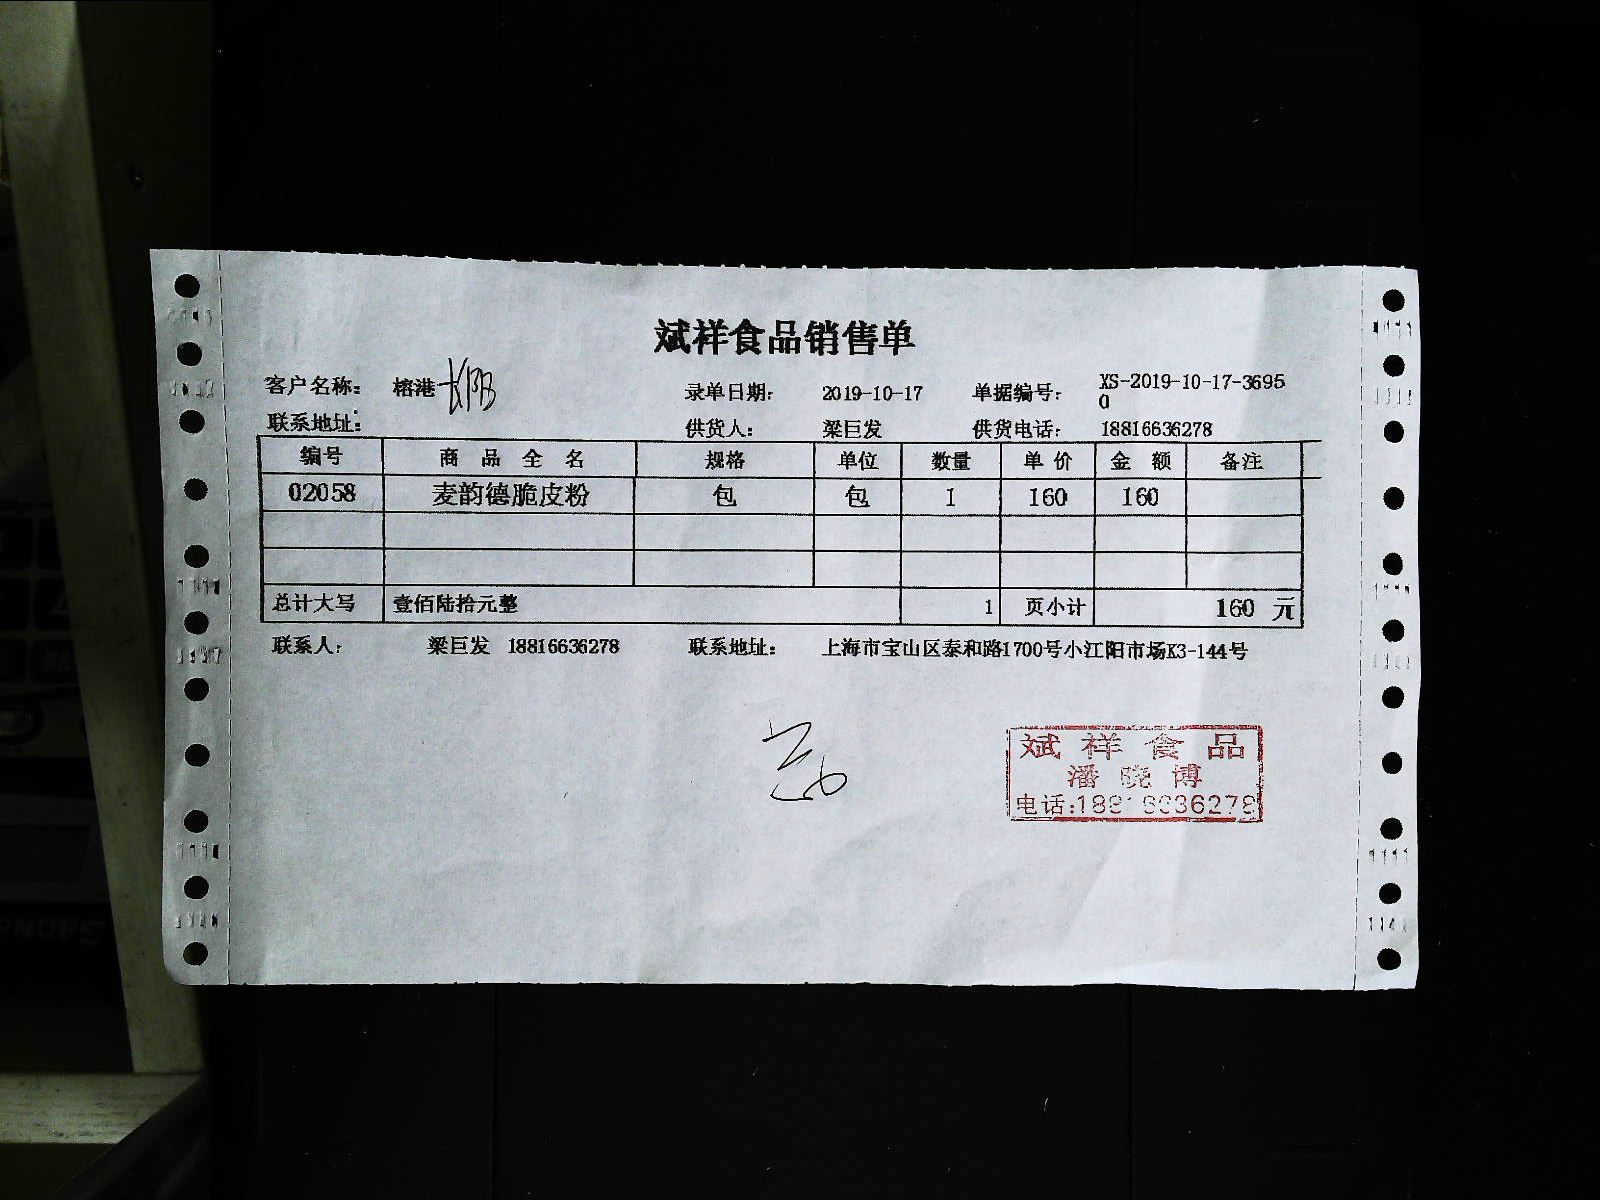 斌祥食品销售单
客户名称: 榕港 长阳 录单日期: 2019-10-17 单据编号: XS-2019-10-17-3695
0
联系地址: 供货人: 梁巨发 供货电话: 18816636278
编号 商品全名 规格 单位 数量 单价 金额 备注
02058 麦韵德脆皮粉 包 包 1 160 160
总计大写 壹佰陆拾元整 1 页小计 160 元
联系人: 梁巨发 18816636278 联系地址: 上海市宝山区泰和路1700号小江阳市场K3-144号
斌祥食品
潘晓博
电话:18816636278